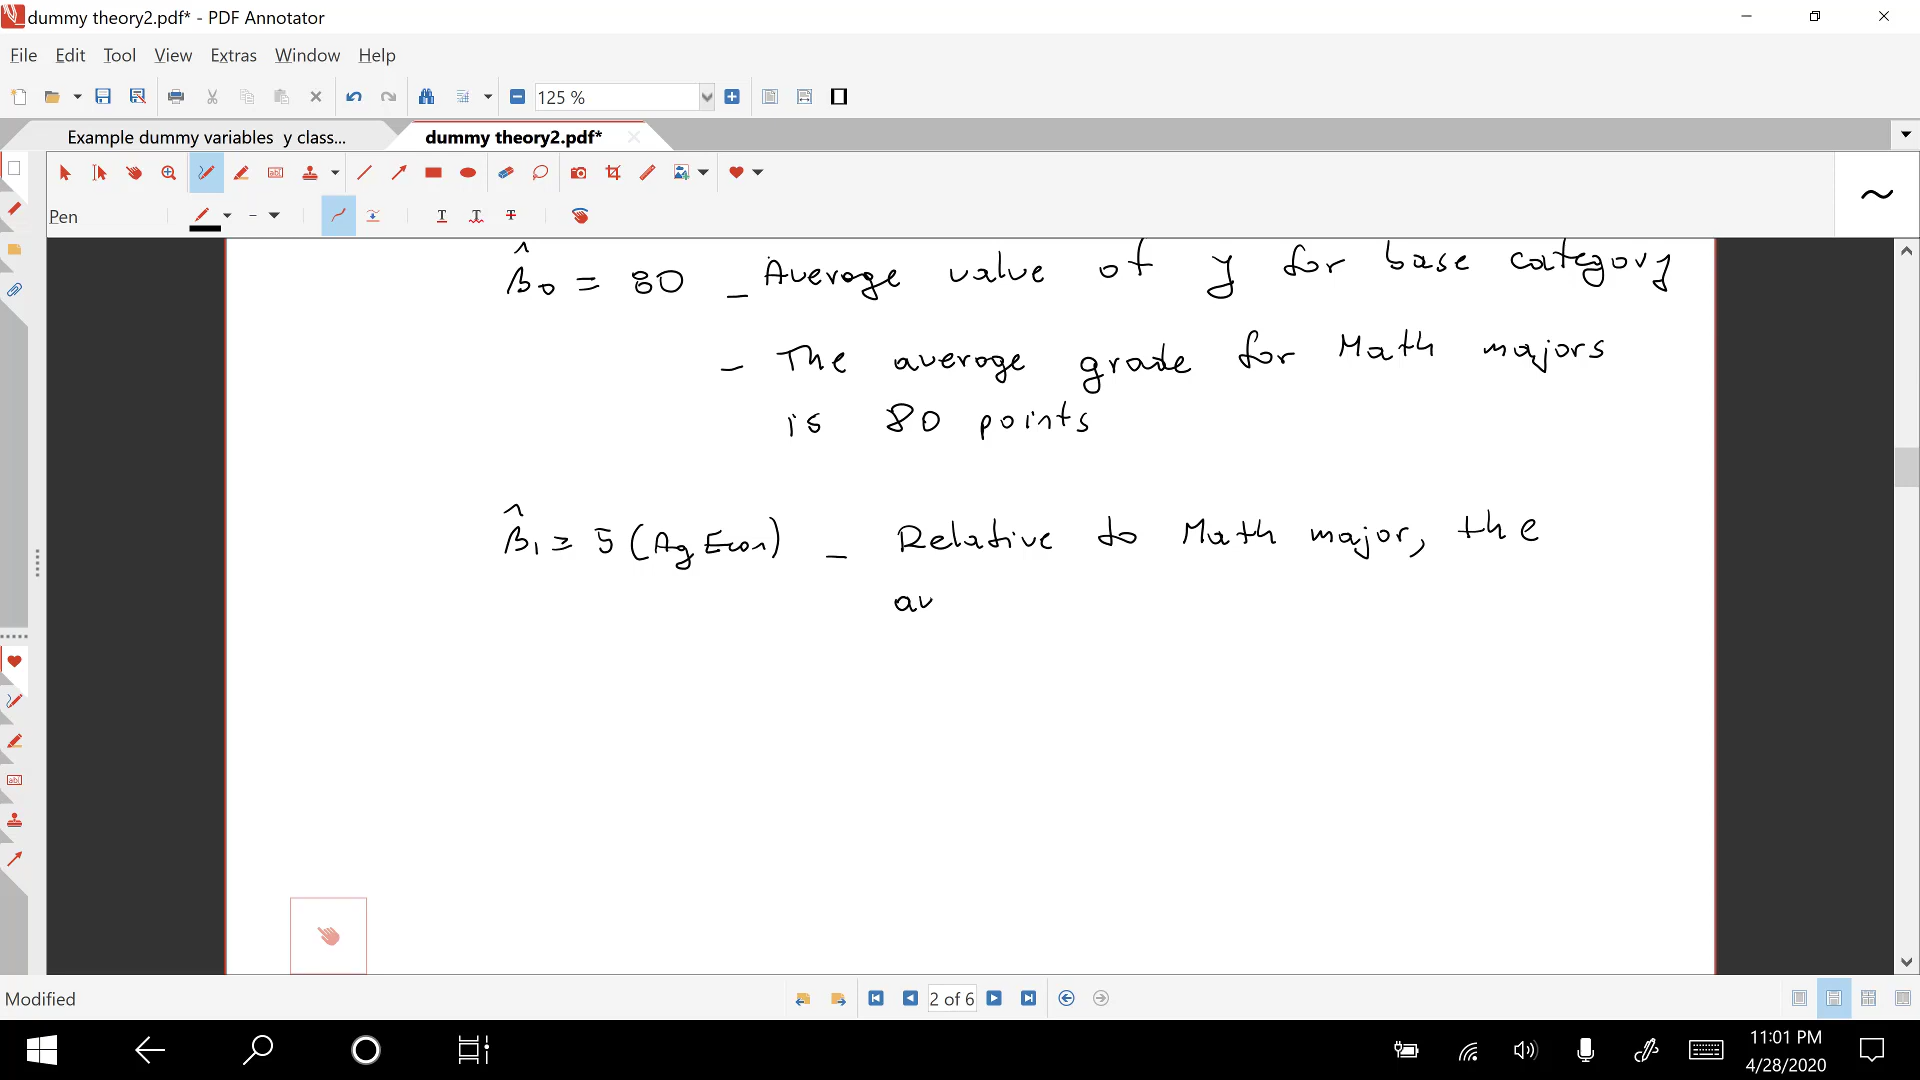 dummy theory2.pdf* - PDF Annotator
File Edit Tool View Extras Window Help
125 %
Example dummy variables y class...
dummy theory2.pdf*
Pen
β̂0 = 80 - Average value of y for base category
- The average grade for Math majors
is 80 points
β̂1 = 5 (Ag Econ) - Relative to Math major, the
av
Modified
2 of 6
11:01 PM
4/28/2020